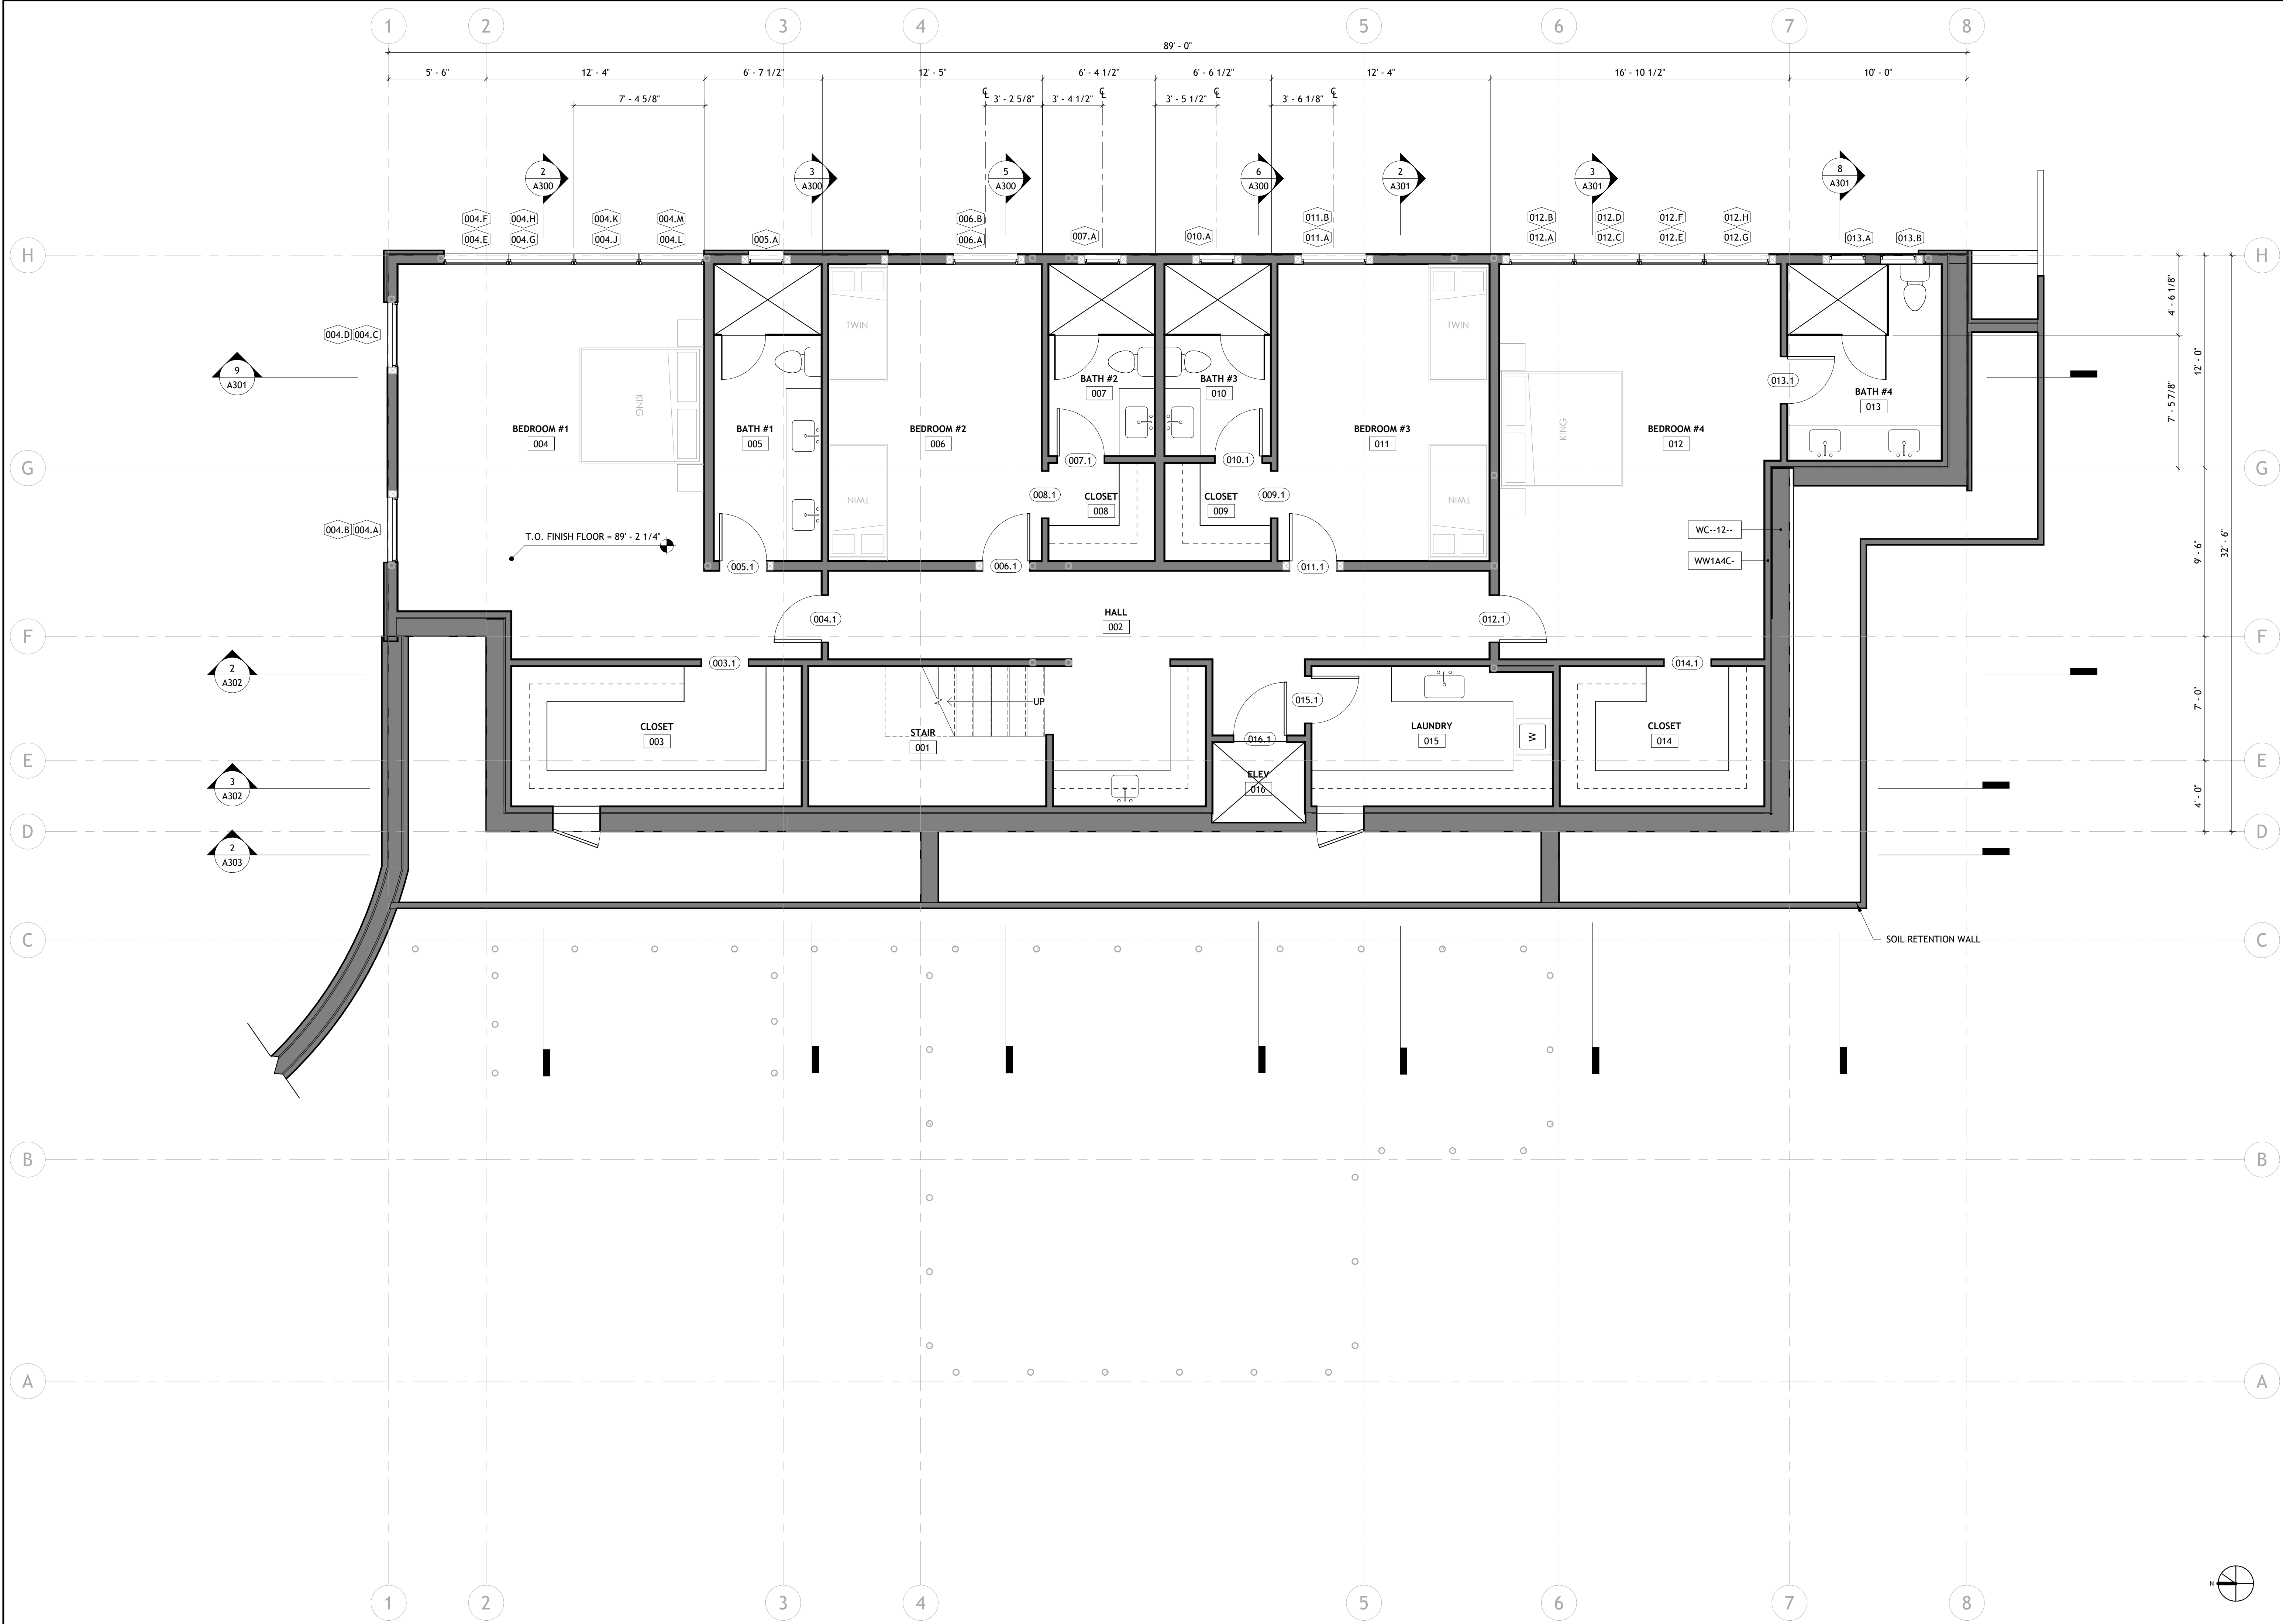 1 2 3 4 5 6 7 8
89' - 0"
5' - 6" 12' - 4" 6' - 7 1/2" 12' - 5" 6' - 4 1/2" 6' - 6 1/2" 12' - 4" 16' - 10 1/2" 10' - 0"
7' - 4 5/8" 3' - 2 5/8" 3' - 4 1/2" 3' - 5 1/2" 3' - 6 1/8"
2 3 5 6 2 3 8
A300 A300 A300 A300 A301 A301 A301
004.F 004.H 004.K 004.M 006.B 011.B 012.B 012.D 012.F 012.H
004.E 004.G 004.J 004.L 005.A 006.A 007.A 010.A 011.A 012.A 012.C 012.E 012.G 013.A 013.B
H H
4' - 6 1/8"
004.D 004.C
TWIN TWIN
9
A301
12' - 0"
BATH #2 BATH #3
007 010
013.1
BATH #4
013
KING KING
7' - 5 7/8"
BEDROOM #1 BATH #1 BEDROOM #2 BEDROOM #3 BEDROOM #4
004 005 006 011 012
007.1 010.1
G G
008.1 CLOSET CLOSET 009.1
008 009
TWIN TWIN
004.B 004.A
WC--12--
T.O. FINISH FLOOR = 89' - 2 1/4"
32' - 6"
9' - 6"
WW1A4C-
005.1 006.1 011.1
HALL
002
004.1 012.1
F F
003.1 014.1
2
A302
UP 015.1
7' - 0"
CLOSET STAIR LAUNDRY CLOSET
003 001 015 014
W
016.1
E E
ELEV
016
3
A302
4' - 0"
D D
2
A303
C C
SOIL RETENTION WALL
B B
A A
N
1 2 3 4 5 6 7 8